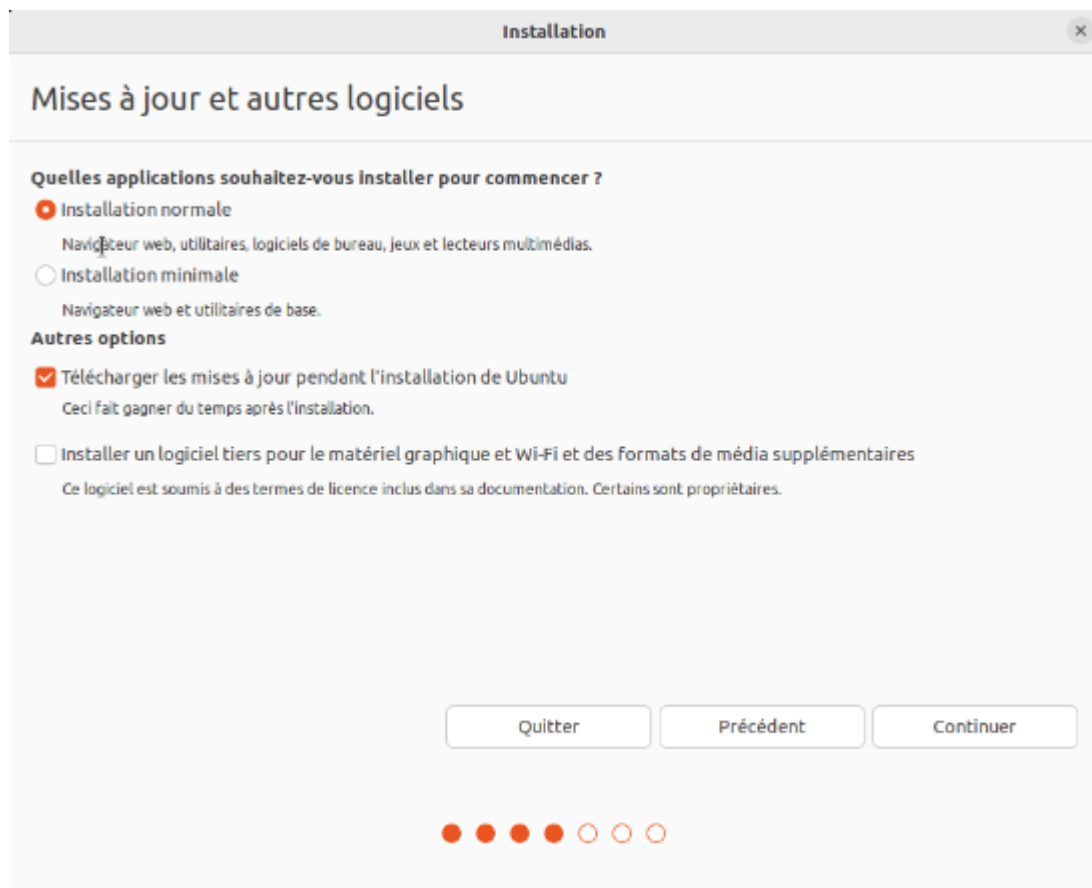 Installation
Mises à jour et autres logiciels
Quelles applications souhaitez-vous installer pour commencer ?
Installation normale
Navigateur web, utilitaires, logiciels de bureau, jeux et lecteurs multimédias.
Installation minimale
Navigateur web et utilitaires de base.
Autres options
Télécharger les mises à jour pendant l'installation de Ubuntu
Ceci fait gagner du temps après l'installation.
Installer un logiciel tiers pour le matériel graphique et Wi-Fi et des formats de média supplémentaires
Ce logiciel est soumis à des termes de licence inclus dans sa documentation. Certains sont propriétaires.
Quitter
Précédent
Continuer